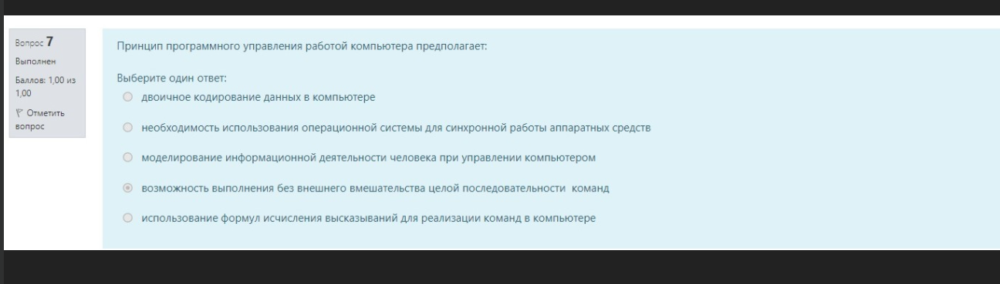 Вопрос 7
Выполнен
Баллов: 1,00 из
1,00
Отметить
вопрос
Принцип программного управления работой компьютера предполагает:
Выберите один ответ:
двоичное кодирование данных в компьютере
необходимость использования операционной системы для синхронной работы аппаратных средств
моделирование информационной деятельности человека при управлении компьютером
возможность выполнения без внешнего вмешательства целой последовательности команд
использование формул исчисления высказываний для реализации команд в компьютере